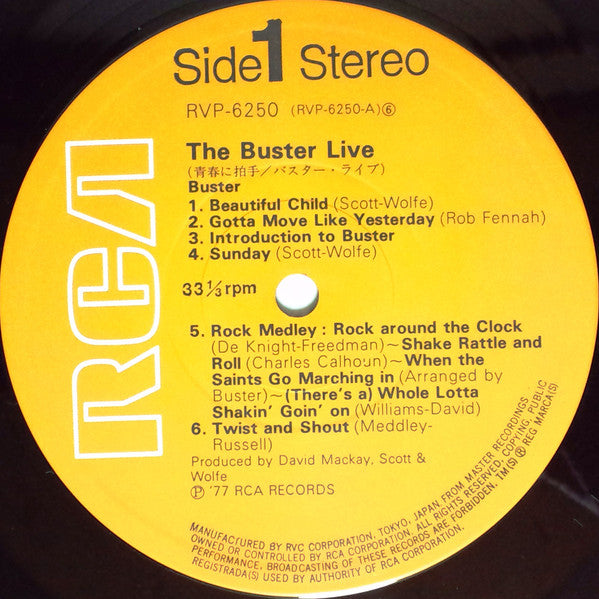 Side 1 Stereo
RVP-6250 (RVP-6250-A)⑥
The Buster Live
(青春に拍手/バスター・ライブ)
Buster
1. Beautiful Child (Scott-Wolfe)
2. Gotta Move Like Yesterday (Rob Fennah)
3. Introduction to Buster
4. Sunday (Scott-Wolfe)
33 1/3 rpm
5. Rock Medley : Rock around the Clock
(De Knight-Freedman)~Shake Rattle and
Roll (Charles Calhoun)~When the
Saints Go Marching in (Arranged by
Buster)~(There's a) Whole Lotta
Shakin' Goin' on (Williams-David)
6. Twist and Shout (Meddley-
Russell)
Produced by David Mackay, Scott &
Wolfe
Ⓟ '77 RCA RECORDS
RCA
MANUFACTURED BY RVC CORPORATION, TOKYO, JAPAN, FROM MASTER RECORDINGS
OWNED OR CONTROLLED BY RCA CORPORATION. ALL RIGHTS RESERVED. COPYING, PUBLIC
PERFORMANCE, BROADCASTING OF THESE RECORDS ARE FORBIDDEN. TM(S) ® REG MARCA(S)
REGISTRADA(S) USED BY AUTHORITY OF RCA CORPORATION.